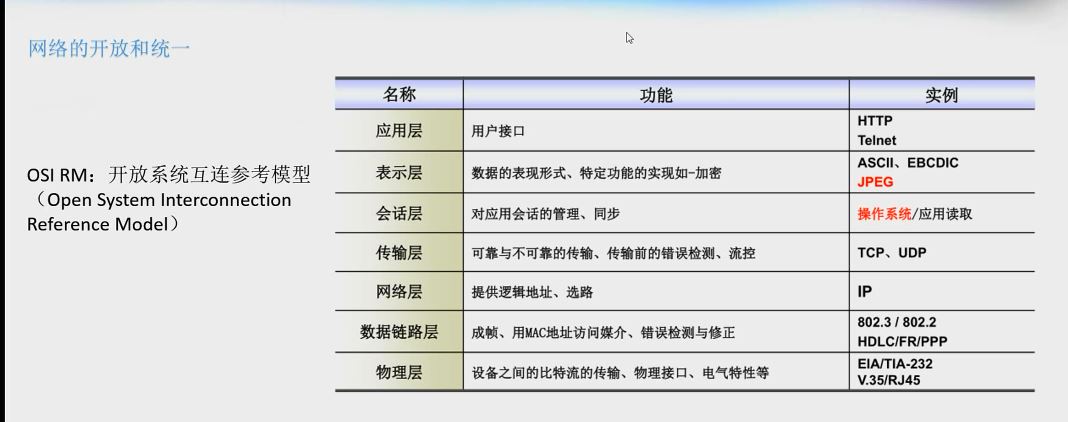 网络的开放和统一
OSI RM：开放系统互连参考模型
（Open System Interconnection
Reference Model）
名称 功能 实例
应用层 用户接口 HTTP
Telnet
表示层 数据的表现形式、特定功能的实现如-加密 ASCII、EBCDIC
JPEG
会话层 对应用会话的管理、同步 操作系统/应用读取
传输层 可靠与不可靠的传输、传输前的错误检测、流控 TCP、UDP
网络层 提供逻辑地址、选路 IP
数据链路层 成帧、用MAC地址访问媒介、错误检测与修正 802.3 / 802.2
HDLC/FR/PPP
物理层 设备之间的比特流的传输、物理接口、电气特性等 EIA/TIA-232
V.35/RJ45